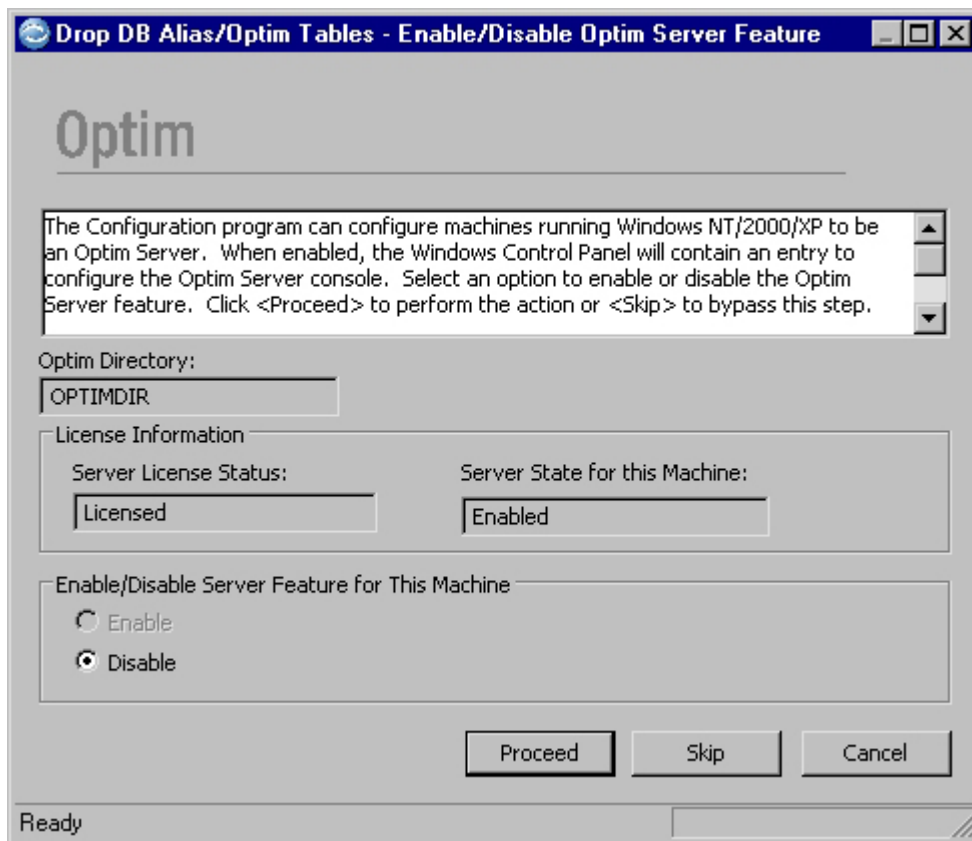 Drop DB Alias/Optim Tables - Enable/Disable Optim Server Feature
Optim
The Configuration program can configure machines running Windows NT/2000/XP to be
an Optim Server.  When enabled, the Windows Control Panel will contain an entry to
configure the Optim Server console.  Select an option to enable or disable the Optim
Server feature.  Click <Proceed> to perform the action or <Skip> to bypass this step.
Optim Directory:
OPTIMDIR
License Information
Server License Status:
Server State for this Machine:
Licensed
Enabled
Enable/Disable Server Feature for This Machine
Enable
Disable
Proceed
Skip
Cancel
Ready